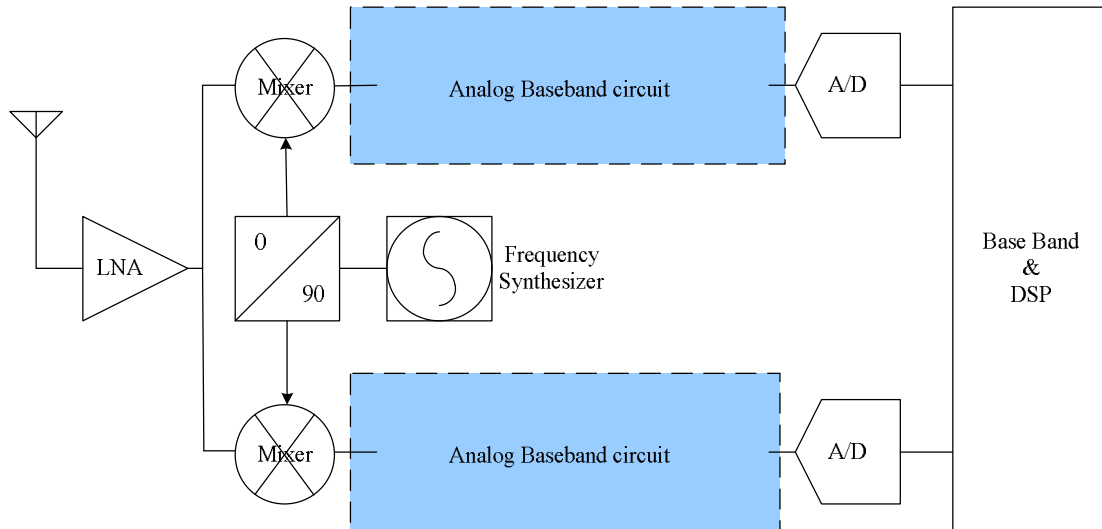 Mixer
Analog Baseband circuit
A/D
LNA
0
90
Frequency
Synthesizer
Base Band
&
DSP
Mixer
Analog Baseband circuit
A/D